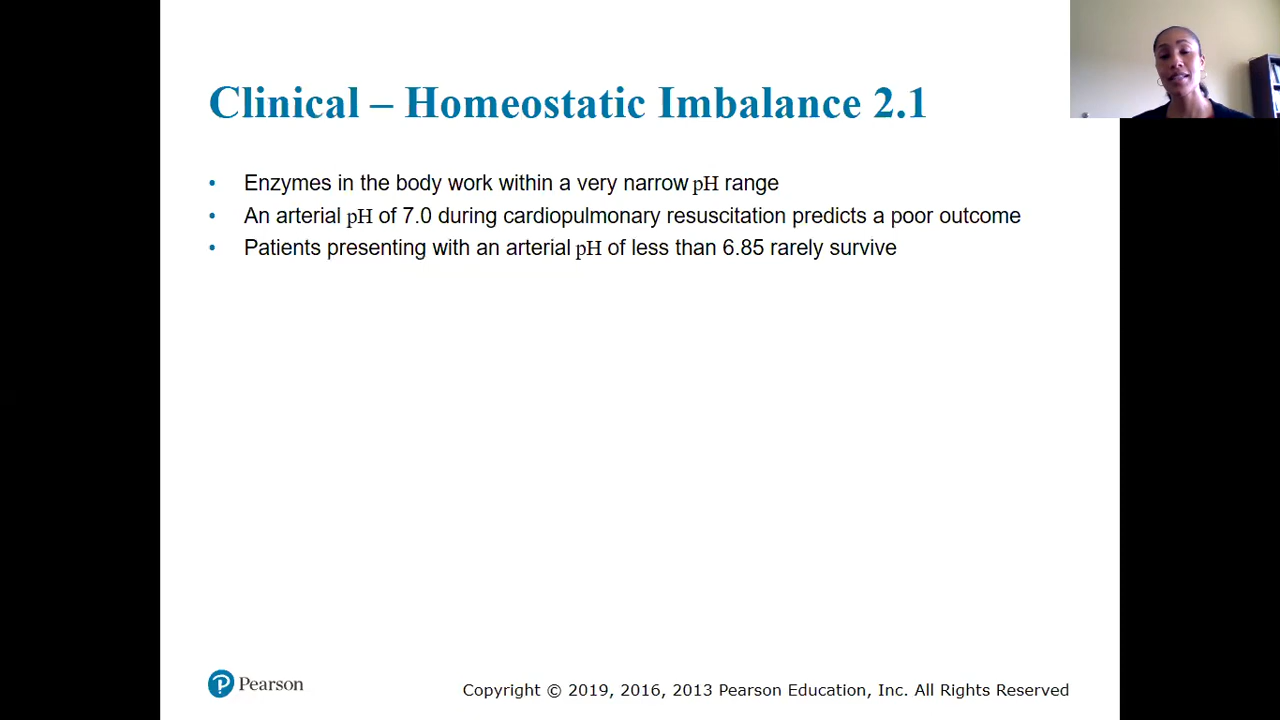 Clinical – Homeostatic Imbalance 2.1
• Enzymes in the body work within a very narrow pH range
• An arterial pH of 7.0 during cardiopulmonary resuscitation predicts a poor outcome
• Patients presenting with an arterial pH of less than 6.85 rarely survive
Pearson
Copyright © 2019, 2016, 2013 Pearson Education, Inc. All Rights Reserved